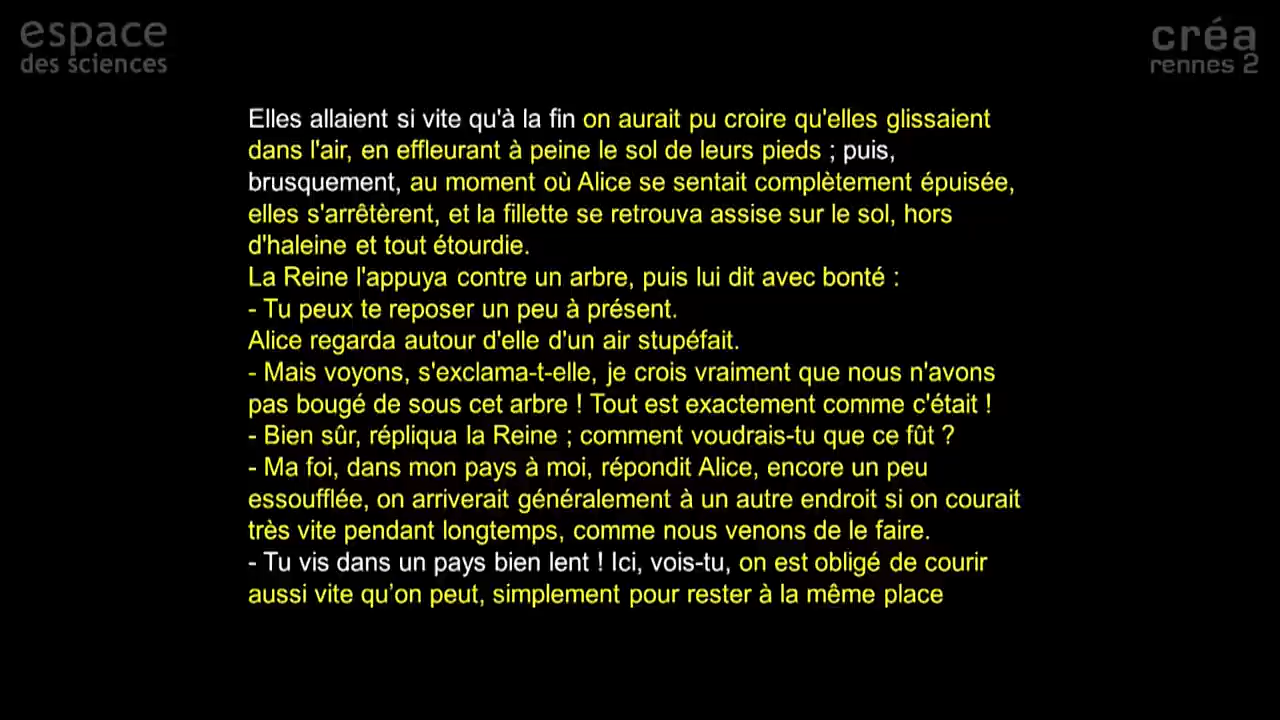 espace
des sciences
créa
rennes 2
Elles allaient si vite qu'à la fin on aurait pu croire qu'elles glissaient
dans l'air, en effleurant à peine le sol de leurs pieds ; puis,
brusquement, au moment où Alice se sentait complètement épuisée,
elles s'arrêtèrent, et la fillette se retrouva assise sur le sol, hors
d'haleine et tout étourdie.
La Reine l'appuya contre un arbre, puis lui dit avec bonté :
- Tu peux te reposer un peu à présent.
Alice regarda autour d'elle d'un air stupéfait.
- Mais voyons, s'exclama-t-elle, je crois vraiment que nous n'avons
pas bougé de sous cet arbre ! Tout est exactement comme c'était !
- Bien sûr, répliqua la Reine ; comment voudrais-tu que ce fût ?
- Ma foi, dans mon pays à moi, répondit Alice, encore un peu
essoufflée, on arriverait généralement à un autre endroit si on courait
très vite pendant longtemps, comme nous venons de le faire.
- Tu vis dans un pays bien lent ! Ici, vois-tu, on est obligé de courir
aussi vite qu’on peut, simplement pour rester à la même place